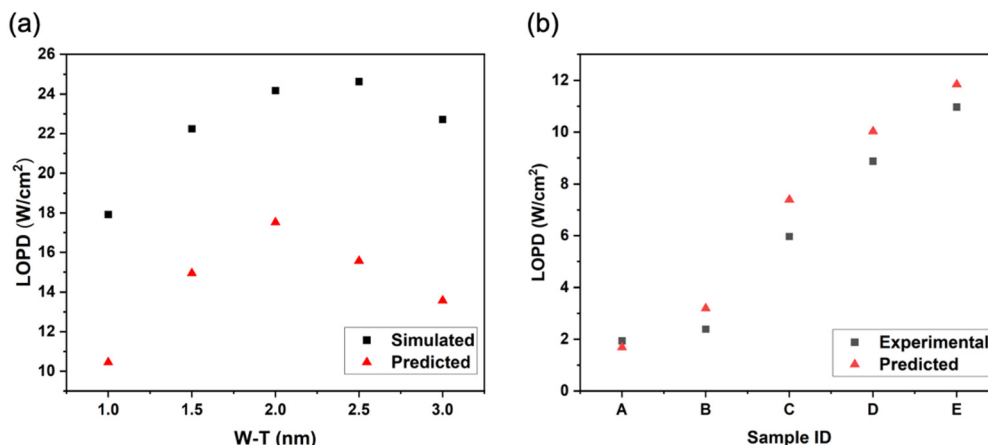 (a)
26
24
22
20
18
16
14
12
10
LOPD (W/cm²)
1.0 1.5 2.0 2.5 3.0
W-T (nm)
Simulated
Predicted
(b)
12
10
8
6
4
2
0
LOPD (W/cm²)
A B C D E
Sample ID
Experimental
Predicted